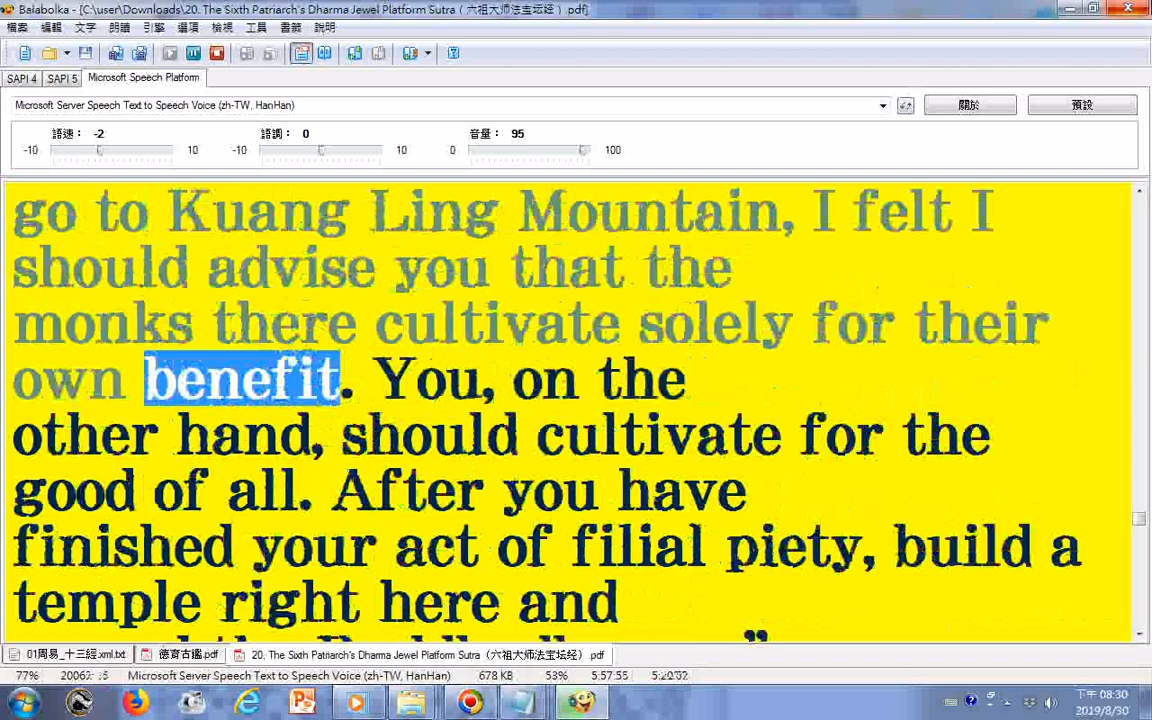 Balabolka - [C:\user\Downloads\20. The Sixth Patriarch's Dharma Jewel Platform Sutra（六祖大师法宝坛经）.pdf]
檔案 編輯 文字 朗讀 引擎 選項 檢視 工具 書籤 說明
SAPI 4 SAPI 5 Microsoft Speech Platform
Microsoft Server Speech Text to Speech Voice (zh-TW, HanHan) 關於 預設
語速： -2 語調： 0 音量： 95
-10 10 -10 10 0 100
go to Kuang Ling Mountain, I felt I
should advise you that the
monks there cultivate solely for their
own benefit. You, on the
other hand, should cultivate for the
good of all. After you have
finished your act of filial piety, build a
temple right here and
01周易_十三經.xml.txt 德育古鑑.pdf 20. The Sixth Patriarch's Dharma Jewel Platform Sutra（六祖大师法宝坛经）.pdf
77% Microsoft Server Speech Text to Speech Voice (zh-TW, HanHan) 678 KB 53%
下午 08:30
2019/8/30